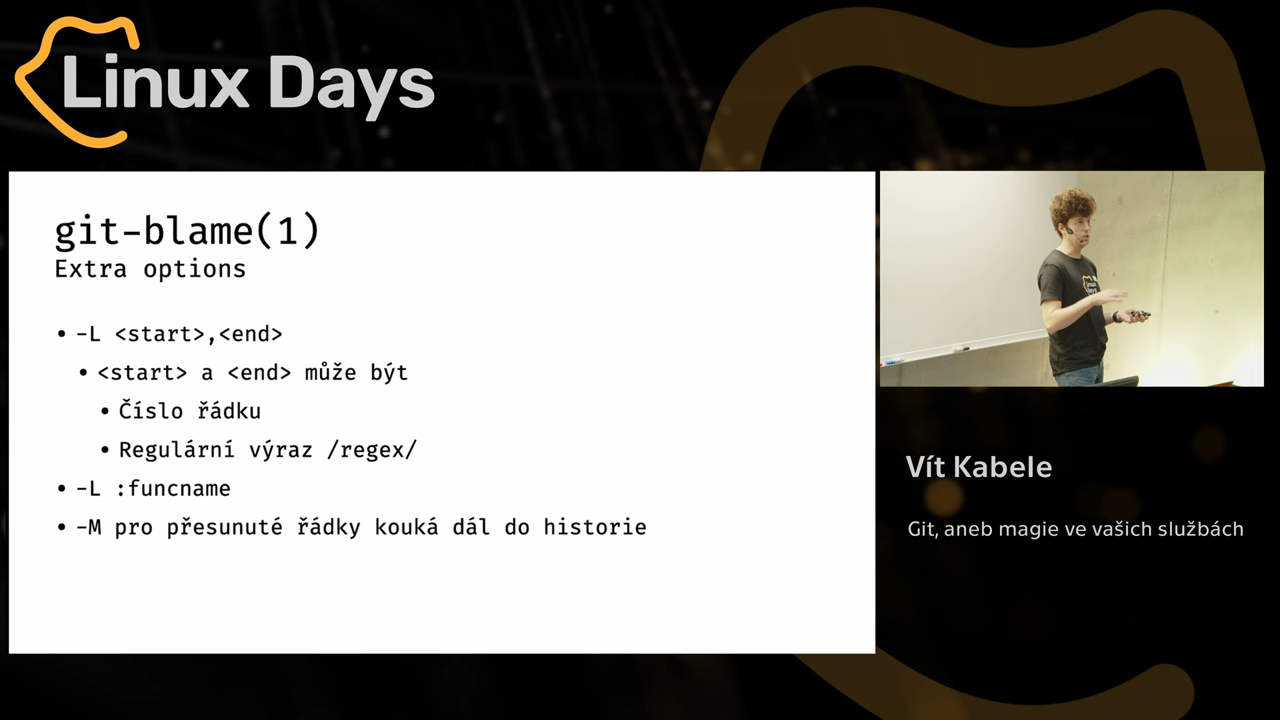 Linux Days
git-blame(1)
Extra options
• -L <start>,<end>
• <start> a <end> může být
• Číslo řádku
• Regulární výraz /regex/
• -L :funcname
• -M pro přesunuté řádky kouká dál do historie
Vít Kabele
Git, aneb magie ve vašich službách